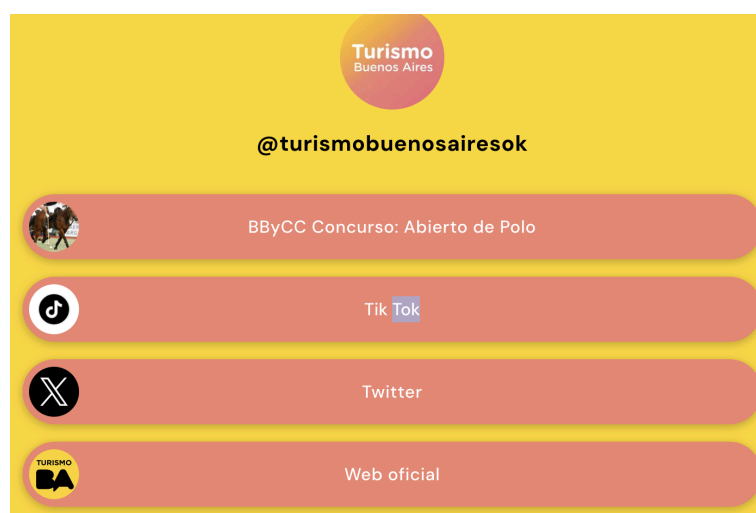 Turismo
Buenos Aires
@turismobuenosairesok
BByCC Concurso: Abierto de Polo
Tik Tok
Twitter
TURISMO
BA
Web oficial